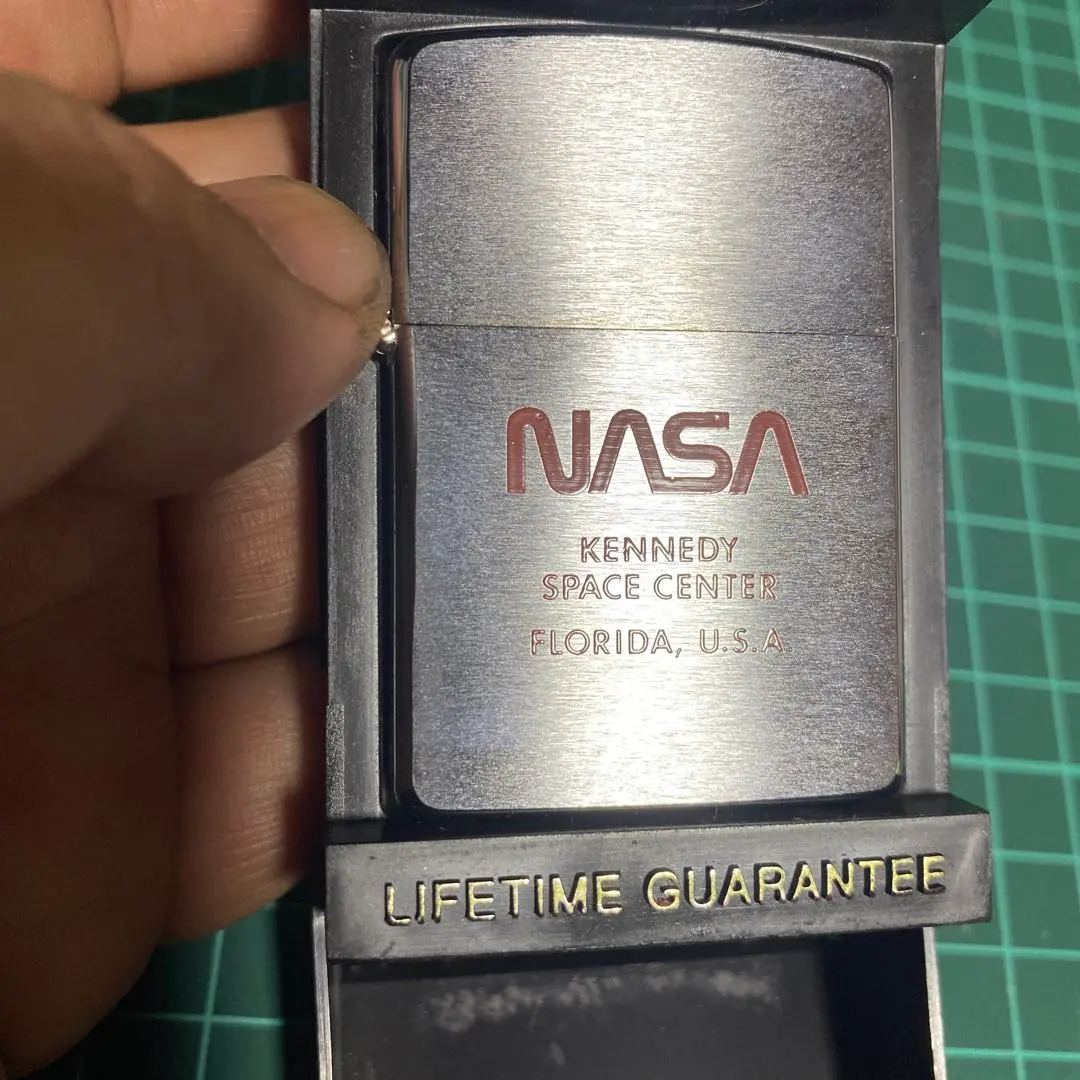 NASA
KENNEDY
SPACE CENTER
FLORIDA, U.S.A.
LIFETIME GUARANTEE